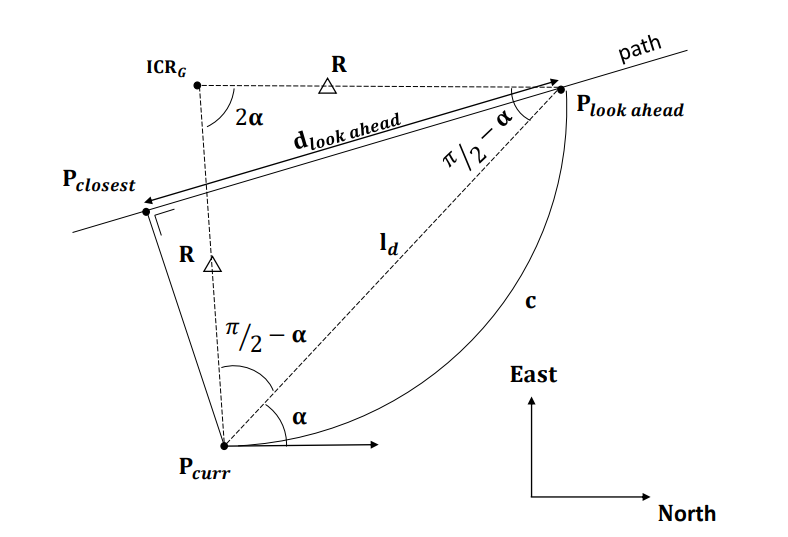 path
ICR_G
R
2α
d_look ahead
π/2 − α
P_look ahead
P_closest
R
l_d
c
π/2 − α
α
East
P_curr
North